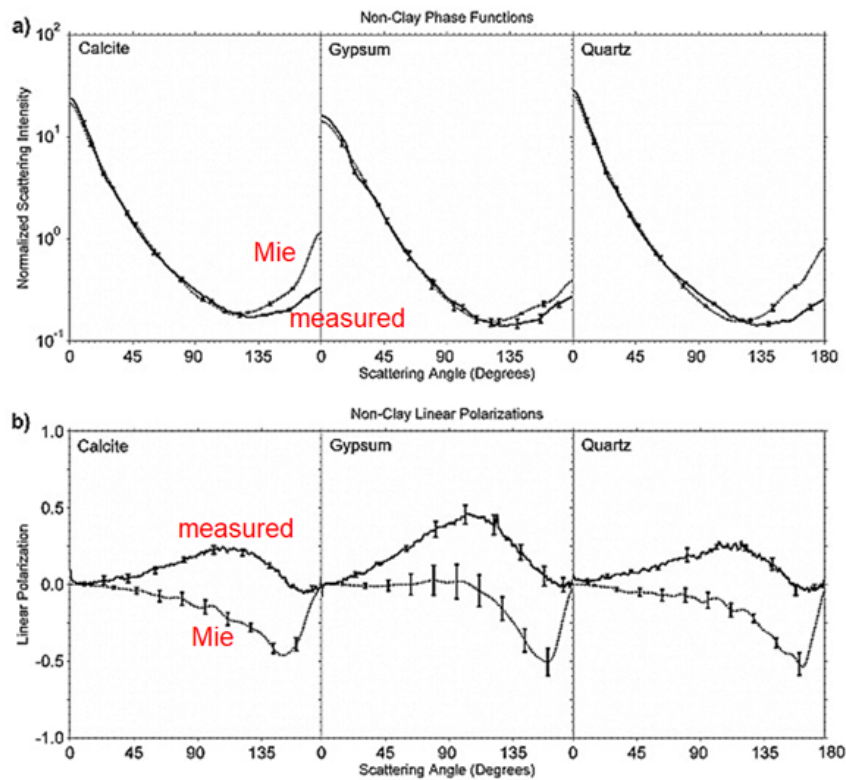 Non-Clay Phase Functions
a)
Calcite
Gypsum
Quartz
Normalized Scattering Intensity
10^2
10^1
10^0
10^-1
Mie
measured
0
45
90
135
0
45
90
135
0
45
90
135
180
Scattering Angle (Degrees)
Non-Clay Linear Polarizations
b)
Calcite
Gypsum
Quartz
Linear Polarization
1.0
0.5
0.0
-0.5
-1.0
measured
Mie
0
45
90
135
0
45
90
135
0
45
90
135
180
Scattering Angle (Degrees)